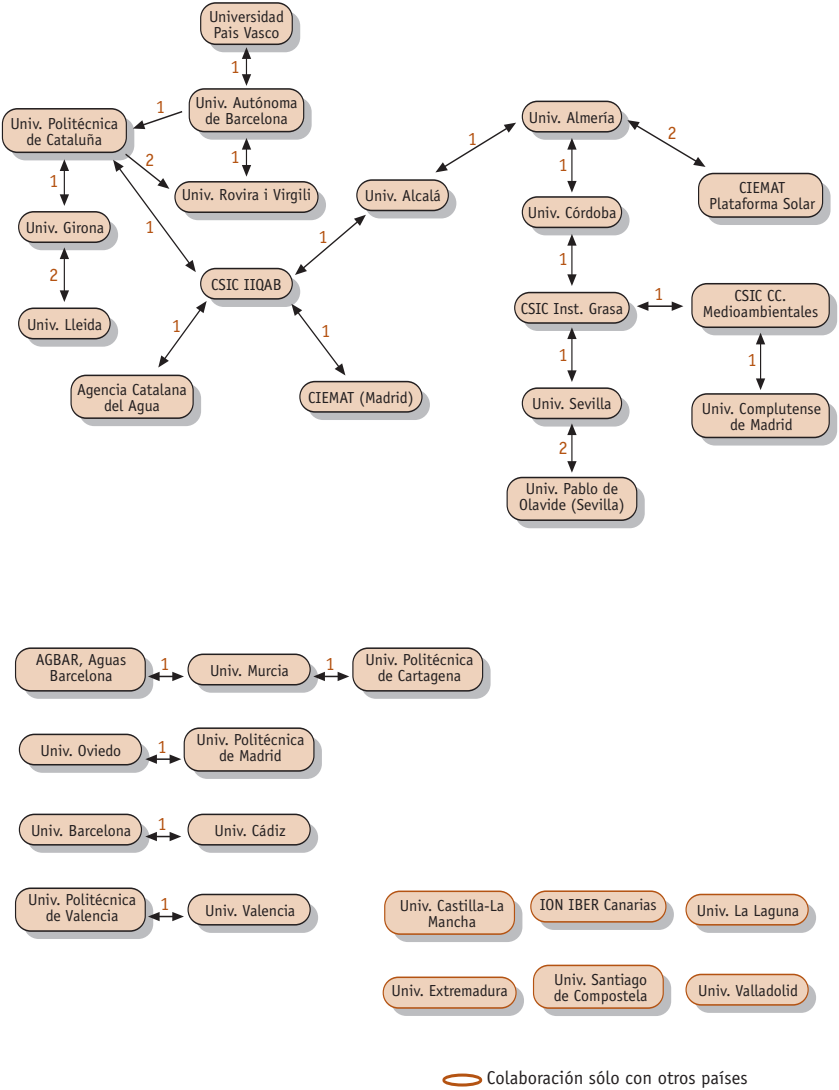 Universidad
Pais Vasco
1
Univ. Autónoma
de Barcelona
1
Univ. Politécnica
de Cataluña
1
2
Univ. Rovira i Virgili
1
Univ. Girona
2
Univ. Lleida
1
CSIC IIQAB
1
Univ. Alcalá
1
Univ. Almería
2
CIEMAT
Plataforma Solar
1
Univ. Córdoba
1
CSIC Inst. Grasa
1
CSIC CC.
Medioambientales
1
Univ. Complutense
de Madrid
1
Univ. Sevilla
2
Univ. Pablo de
Olavide (Sevilla)
1
Agencia Catalana
del Agua
1
CIEMAT (Madrid)
AGBAR, Aguas
Barcelona
1
Univ. Murcia
1
Univ. Politécnica
de Cartagena
Univ. Oviedo
1
Univ. Politécnica
de Madrid
Univ. Barcelona
1
Univ. Cádiz
Univ. Politécnica
de Valencia
1
Univ. Valencia
Univ. Castilla-La
Mancha
ION IBER Canarias
Univ. La Laguna
Univ. Extremadura
Univ. Santiago
de Compostela
Univ. Valladolid
Colaboración sólo con otros países